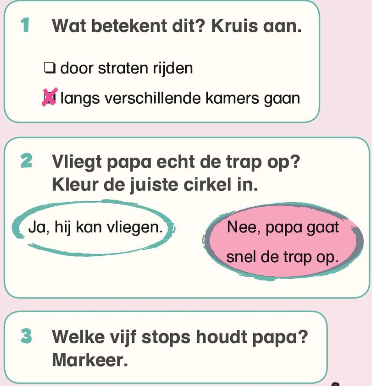 1 Wat betekent dit? Kruis aan.
❏ door straten rijden
☒ langs verschillende kamers gaan
2 Vliegt papa echt de trap op?
Kleur de juiste cirkel in.
Ja, hij kan vliegen.
Nee, papa gaat
snel de trap op.
3 Welke vijf stops houdt papa?
Markeer.